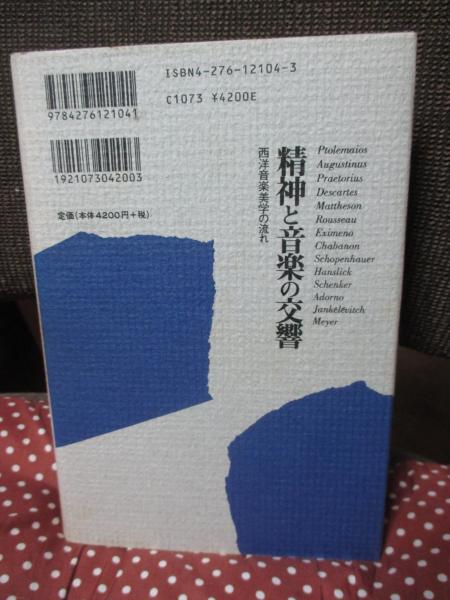 ISBN4-276-12104-3
C1073 ¥4200E
9784276121041
1921073042003
定価(本体4200円+税)
精神と音楽の交響
西洋音楽美学の流れ
Ptolemaios
Augustinus
Praetorius
Descartes
Mattheson
Rousseau
Eximeno
Chabanon
Schopenhauer
Hanslick
Schenker
Adorno
Jankélévitch
Meyer